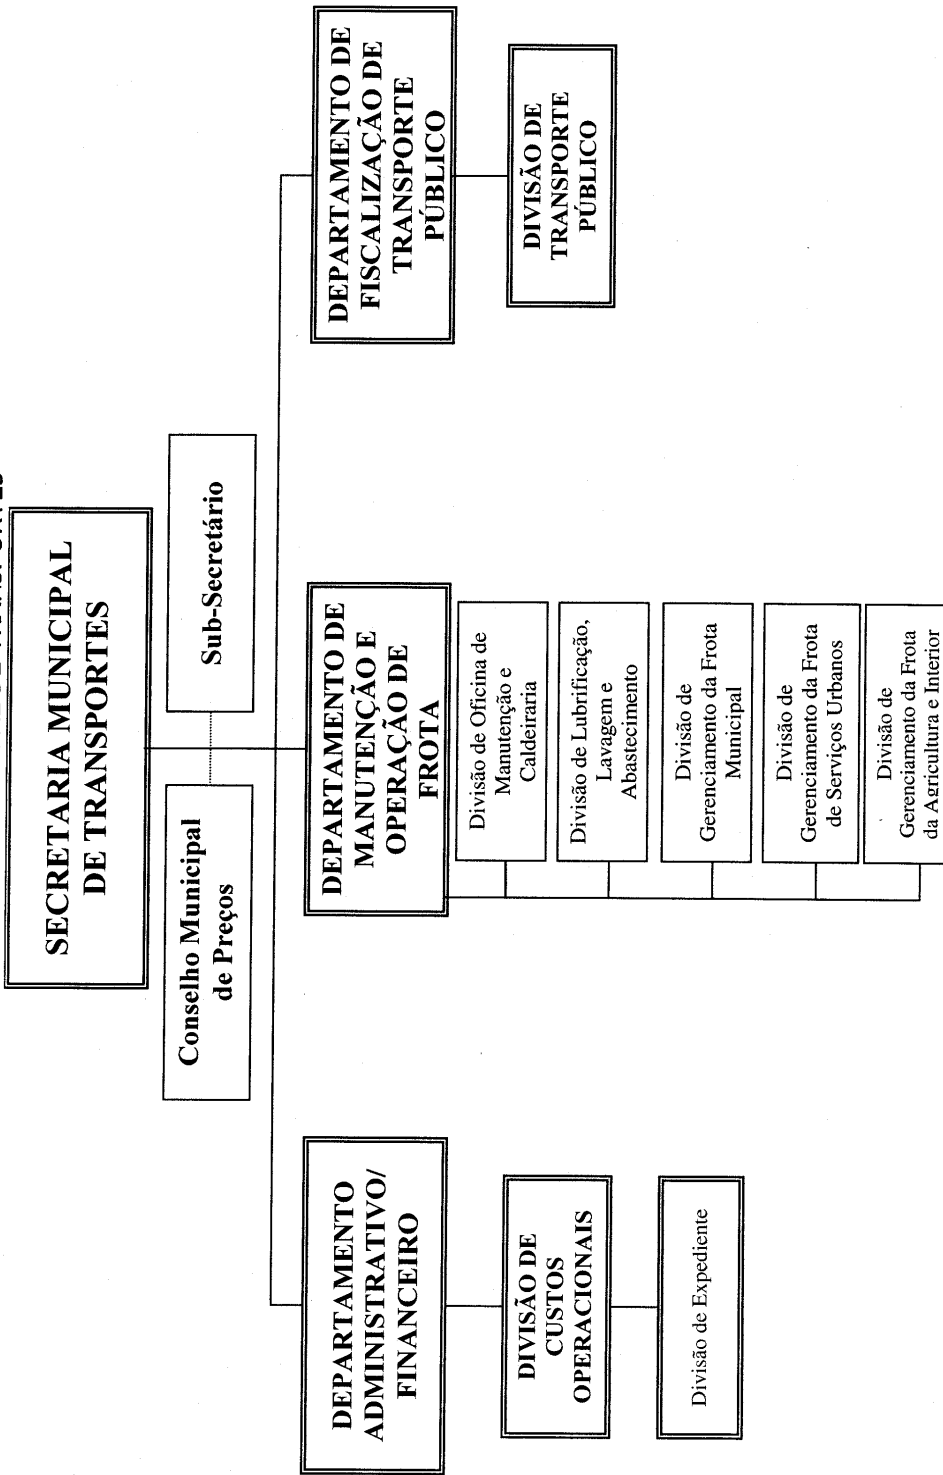 SECRETARIA MUNICIPAL
DE TRANSPORTES
Conselho Municipal
de Preços
Sub-Secretário
DEPARTAMENTO
ADMINISTRATIVO/
FINANCEIRO
DIVISÃO DE
CUSTOS
OPERACIONAIS
Divisão de Expediente
DEPARTAMENTO DE
MANUTENÇÃO E
OPERAÇÃO DE
FROTA
Divisão de Oficina de
Manutenção e
Caldeiraria
Divisão de Lubrificação,
Lavagem e
Abastecimento
Divisão de
Gerenciamento da Frota
Municipal
Divisão de
Gerenciamento da Frota
de Serviços Urbanos
Divisão de
Gerenciamento da Frota
da Agricultura e Interior
DEPARTAMENTO DE
FISCALIZAÇÃO DE
TRANSPORTE
PÚBLICO
DIVISÃO DE
TRANSPORTE
PÚBLICO